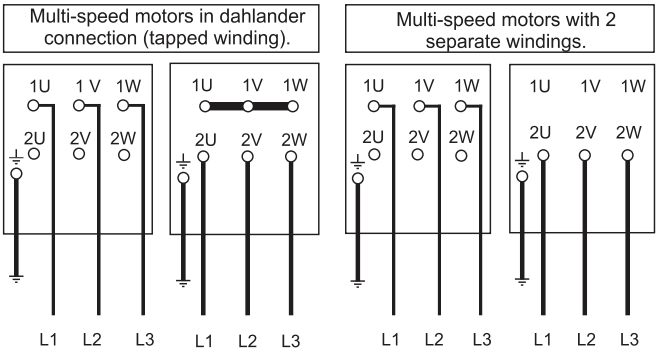 Multi-speed motors in dahlander
connection (tapped winding).
Multi-speed motors with 2
separate windings.
1U 1V 1W
2U 2V 2W
L1 L2 L3
1U 1V 1W
2U 2V 2W
L1 L2 L3
1U 1V 1W
2U 2V 2W
L1 L2 L3
1U 1V 1W
2U 2V 2W
L1 L2 L3